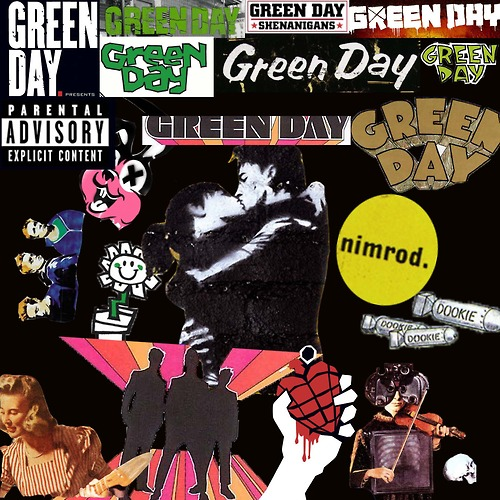 GREEN
DAY.
PRESENTS
GREEN DAY
GREEN DAY
★ SHENANIGANS ★
GREEN DAY
Green
Day
Green Day
GREEN
DAY
PARENTAL
ADVISORY
EXPLICIT CONTENT
GREEN DAY
GREEN
DAY
nimrod.
DOOKIE
DOOKIE
DOOKIE